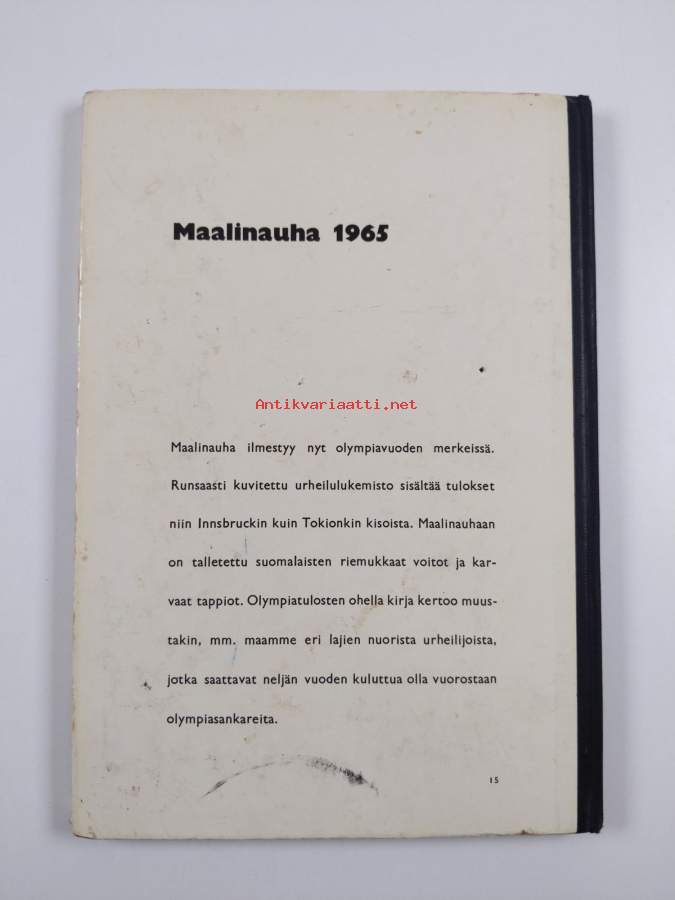 Maalinauha 1965
Antikvariaatti.net
Maalinauha ilmestyy nyt olympiavuoden merkeissä.
Runsaasti kuvitettu urheilulukemisto sisältää tulokset
niin Innsbruckin kuin Tokionkin kisoista. Maalinauhaan
on talletettu suomalaisten riemukkaat voitot ja kar-
vaat tappiot. Olympiatulosten ohella kirja kertoo muus-
takin, mm. maamme eri lajien nuorista urheilijoista,
jotka saattavat neljän vuoden kuluttua olla vuorostaan
olympiasankareita.
15